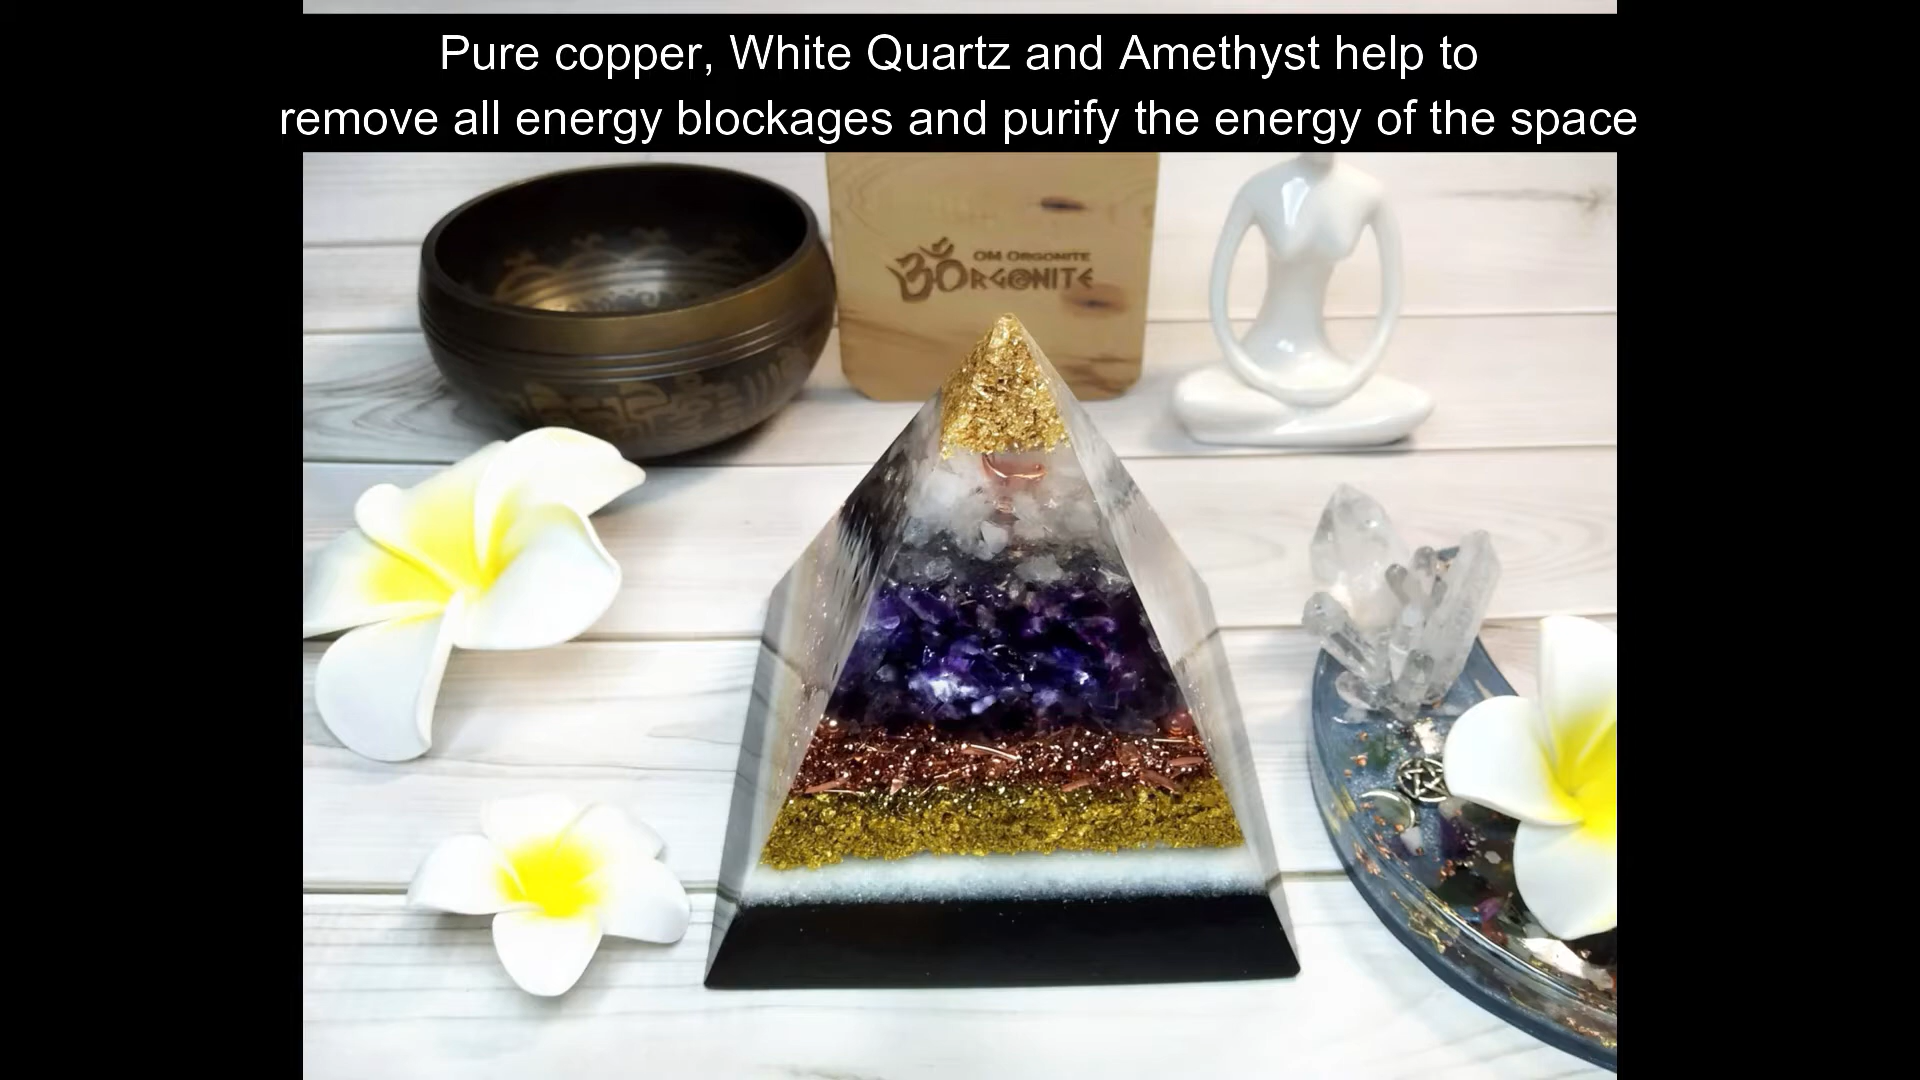 Pure copper, White Quartz and Amethyst help to
remove all energy blockages and purify the energy of the space
OM ORGONITE
ॐ ORGONITE